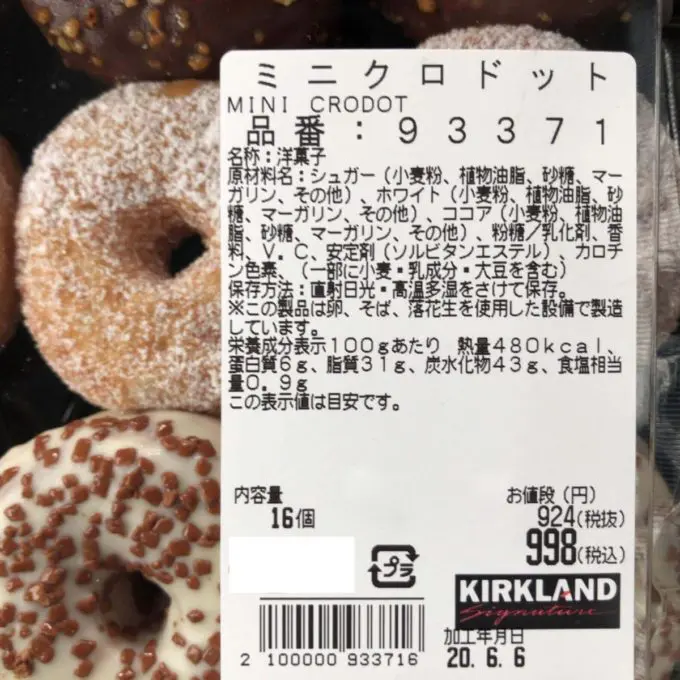 ミニクロドット
MINI CRODOT
品番:93371
名称:洋菓子
原材料名:シュガー(小麦粉、植物油脂、砂糖、マー
ガリン、その他)、ホワイト(小麦粉、植物油脂、砂
糖、マーガリン、その他)、ココア(小麦粉、植物油
脂、砂糖、マーガリン、その他)、粉糖/乳化剤、香
料、V.C、安定剤(ソルビタンエステル)、カロチ
ン色素、(一部に小麦・乳成分・大豆を含む)
保存方法:直射日光・高温多湿をさけて保存。
※この製品は卵、そば、落花生を使用した設備で製造
しています。
栄養成分表示100gあたり 熱量480kcal、
蛋白質6g、脂質31g、炭水化物43g、食塩相当
量0.9g
この表示値は目安です。
内容量
16個
お値段(円)
924(税抜)
998(税込)
プラ
KIRKLAND
Signature
加工年月日
20.6.6
2 100000 933716